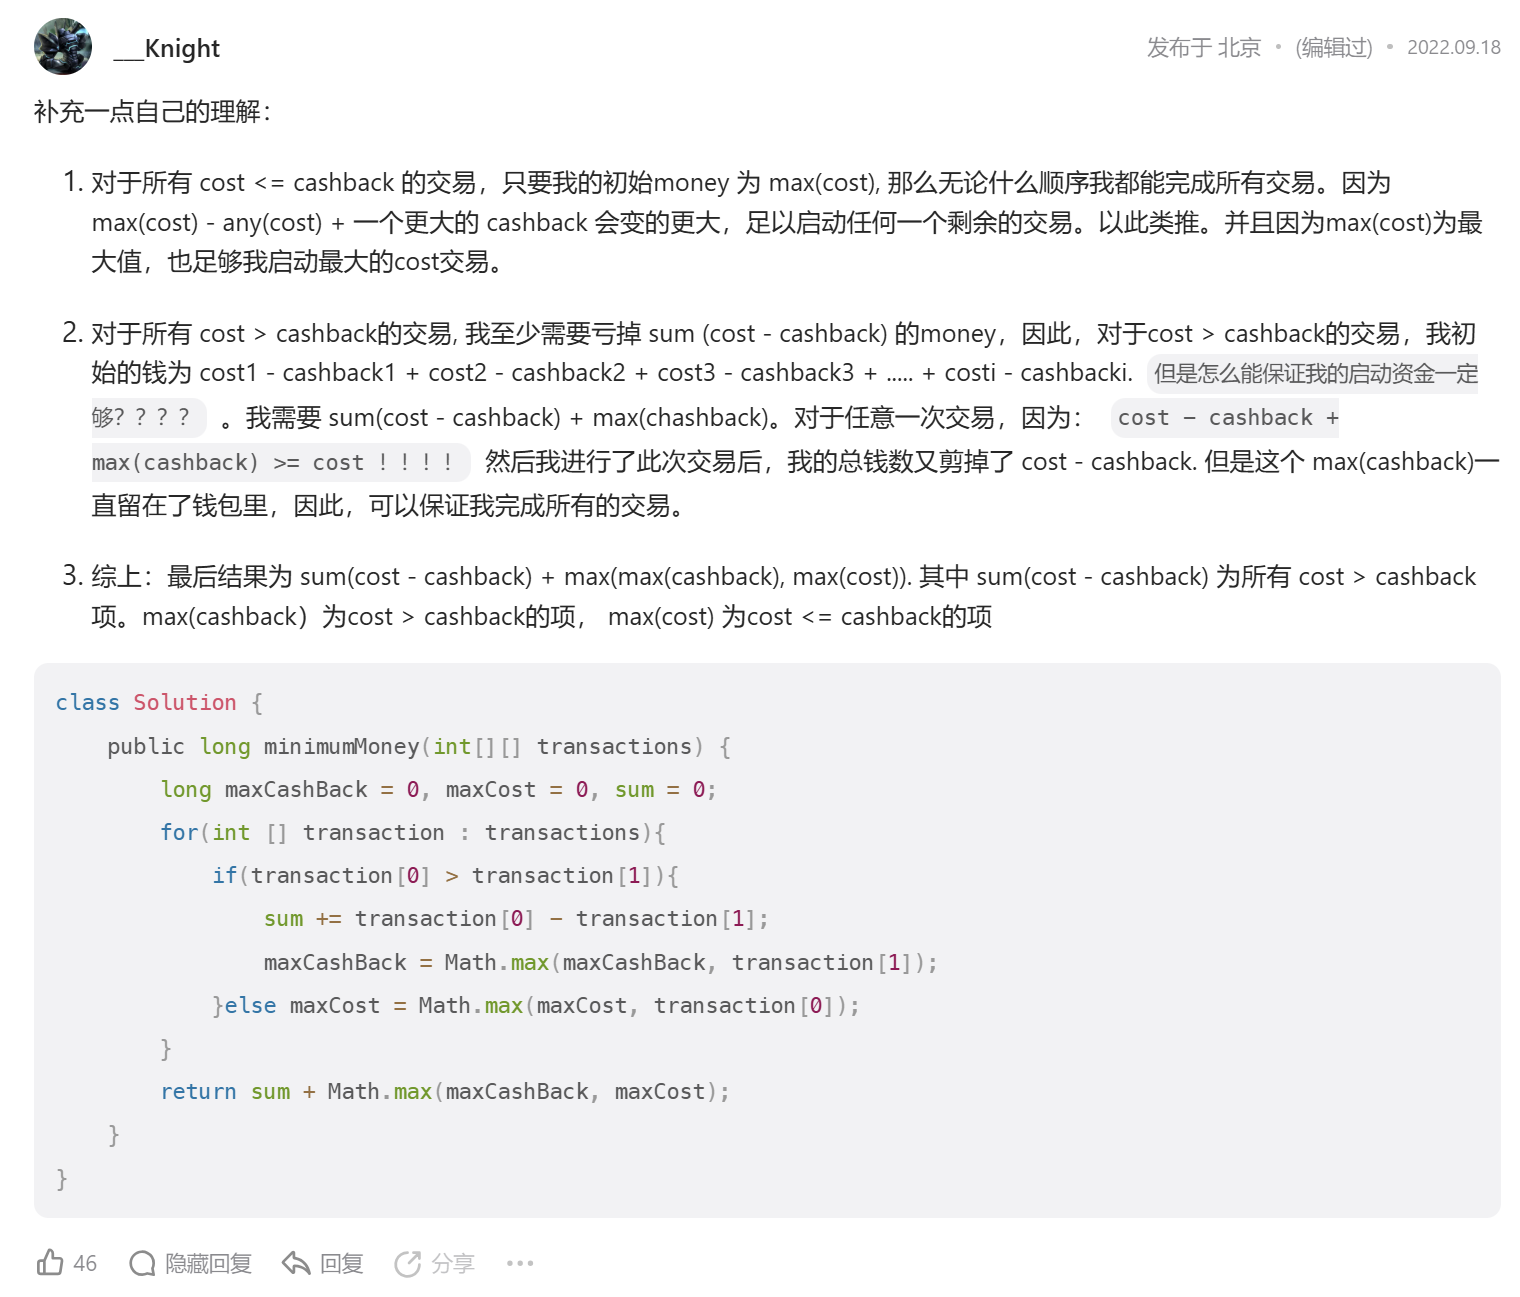 ___Knight
发布于 北京 • (编辑过) • 2022.09.18
补充一点自己的理解：
1. 对于所有 cost <= cashback 的交易，只要我的初始money 为 max(cost), 那么无论什么顺序我都能完成所有交易。因为
max(cost) - any(cost) + 一个更大的 cashback 会变的更大，足以启动任何一个剩余的交易。以此类推。并且因为max(cost)为最
大值，也足够我启动最大的cost交易。
2. 对于所有 cost > cashback的交易, 我至少需要亏掉 sum (cost - cashback) 的money，因此，对于cost > cashback的交易，我初
始的钱为 cost1 - cashback1 + cost2 - cashback2 + cost3 - cashback3 + ..... + costi - cashbacki. 但是怎么能保证我的启动资金一定
够？？？？ 。我需要 sum(cost - cashback) + max(chashback)。对于任意一次交易，因为： cost − cashback +
max(cashback) >= cost ！！！！ 然后我进行了此次交易后，我的总钱数又剪掉了 cost - cashback. 但是这个 max(cashback)一
直留在了钱包里，因此，可以保证我完成所有的交易。
3. 综上：最后结果为 sum(cost - cashback) + max(max(cashback), max(cost)). 其中 sum(cost - cashback) 为所有 cost > cashback
项。max(cashback）为cost > cashback的项， max(cost) 为cost <= cashback的项
class Solution {
    public long minimumMoney(int[][] transactions) {
        long maxCashBack = 0, maxCost = 0, sum = 0;
        for(int [] transaction : transactions){
            if(transaction[0] > transaction[1]){
                sum += transaction[0] − transaction[1];
                maxCashBack = Math.max(maxCashBack, transaction[1]);
            }else maxCost = Math.max(maxCost, transaction[0]);
        }
        return sum + Math.max(maxCashBack, maxCost);
    }
}
46 隐藏回复 回复 分享